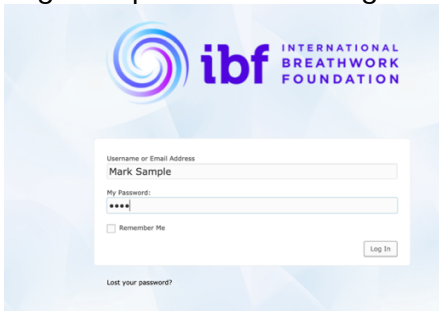 ibf
INTERNATIONAL
BREATHWORK
FOUNDATION
Username or Email Address
Mark Sample
My Password:
••••
Remember Me
Log In
Lost your password?